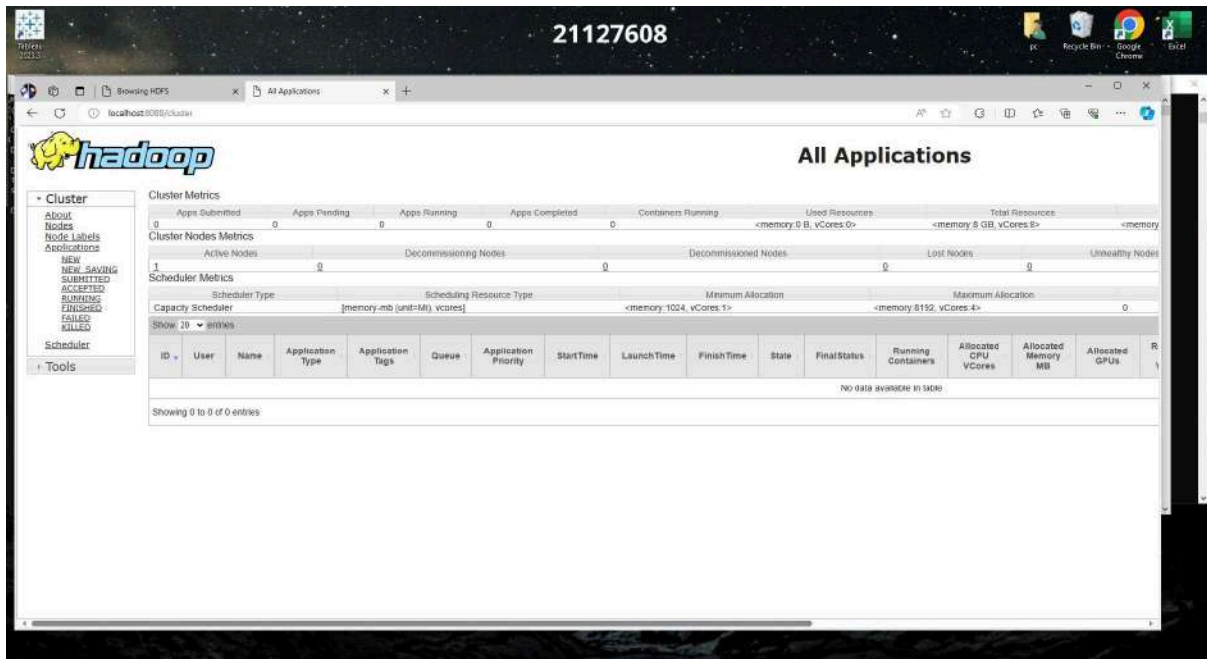 21127608
Tableau
2023.3
pc
Recycle Bin
Google
Chrome
Excel
Browsing HDFS
All Applications
localhost:8088/cluster
hadoop
All Applications
Cluster
About
Nodes
Node Labels
Applications
NEW
NEW_SAVING
SUBMITTED
ACCEPTED
RUNNING
FINISHED
FAILED
KILLED
Scheduler
Tools
Cluster Metrics
Apps Submitted Apps Pending Apps Running Apps Completed Containers Running Used Resources Total Resources
0 0 0 0 0 <memory:0 B, vCores:0> <memory:8 GB, vCores:8> <memory
Cluster Nodes Metrics
Active Nodes Decommissioning Nodes Decommissioned Nodes Lost Nodes Unhealthy Nodes
1 0 0 0 0
Scheduler Metrics
Scheduler Type Scheduling Resource Type Minimum Allocation Maximum Allocation
Capacity Scheduler [memory-mb (unit=Mi), vcores] <memory:1024, vCores:1> <memory:8192, vCores:4> 0
Show 20 entries
ID User Name Application Type Application Tags Queue Application Priority StartTime LaunchTime FinishTime State FinalStatus Running Containers Allocated CPU VCores Allocated Memory MB Allocated GPUs
No data available in table
Showing 0 to 0 of 0 entries